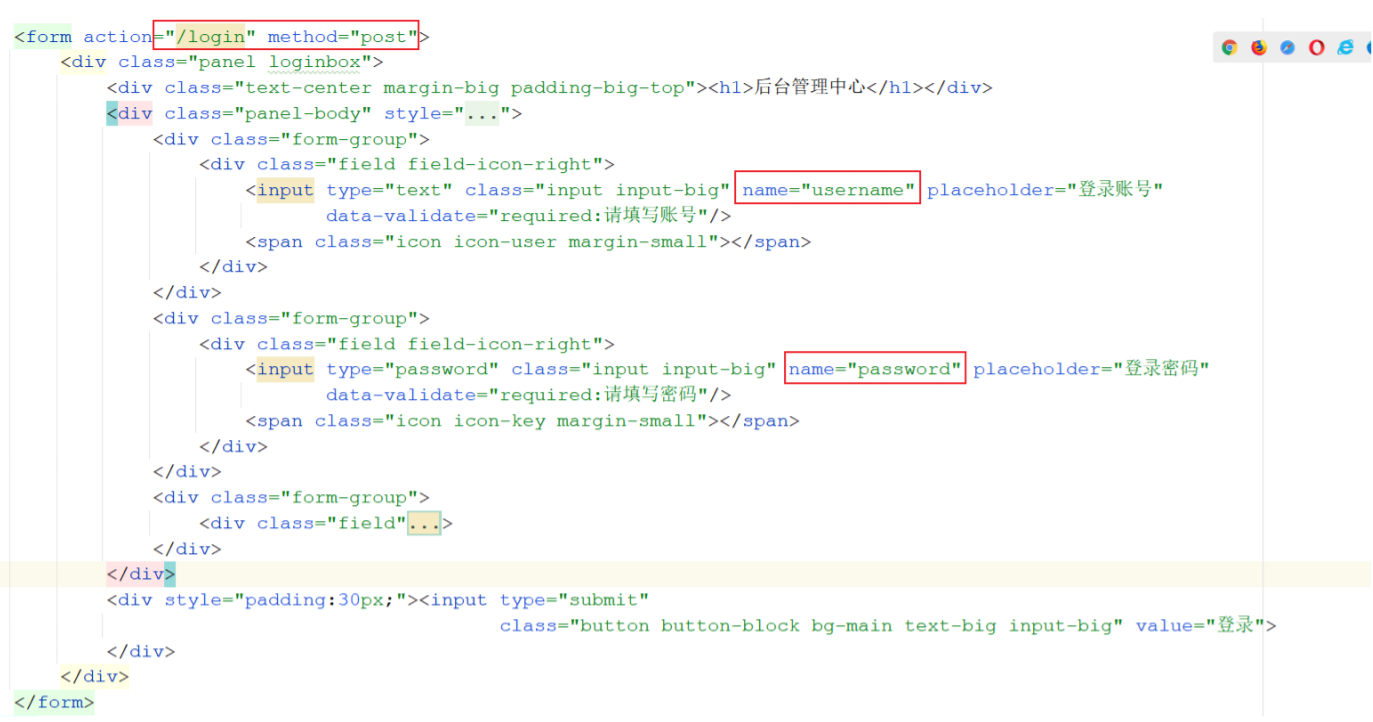 <form action="/login" method="post">
<div class="panel loginbox">
<div class="text-center margin-big padding-big-top"><h1>后台管理中心</h1></div>
<div class="panel-body" style="...">
<div class="form-group">
<div class="field field-icon-right">
<input type="text" class="input input-big" name="username" placeholder="登录账号"
data-validate="required:请填写账号"/>
<span class="icon icon-user margin-small"></span>
</div>
</div>
<div class="form-group">
<div class="field field-icon-right">
<input type="password" class="input input-big" name="password" placeholder="登录密码"
data-validate="required:请填写密码"/>
<span class="icon icon-key margin-small"></span>
</div>
</div>
<div class="form-group">
<div class="field"...>
</div>
</div>
<div style="padding:30px;"><input type="submit"
class="button button-block bg-main text-big input-big" value="登录">
</div>
</div>
</form>